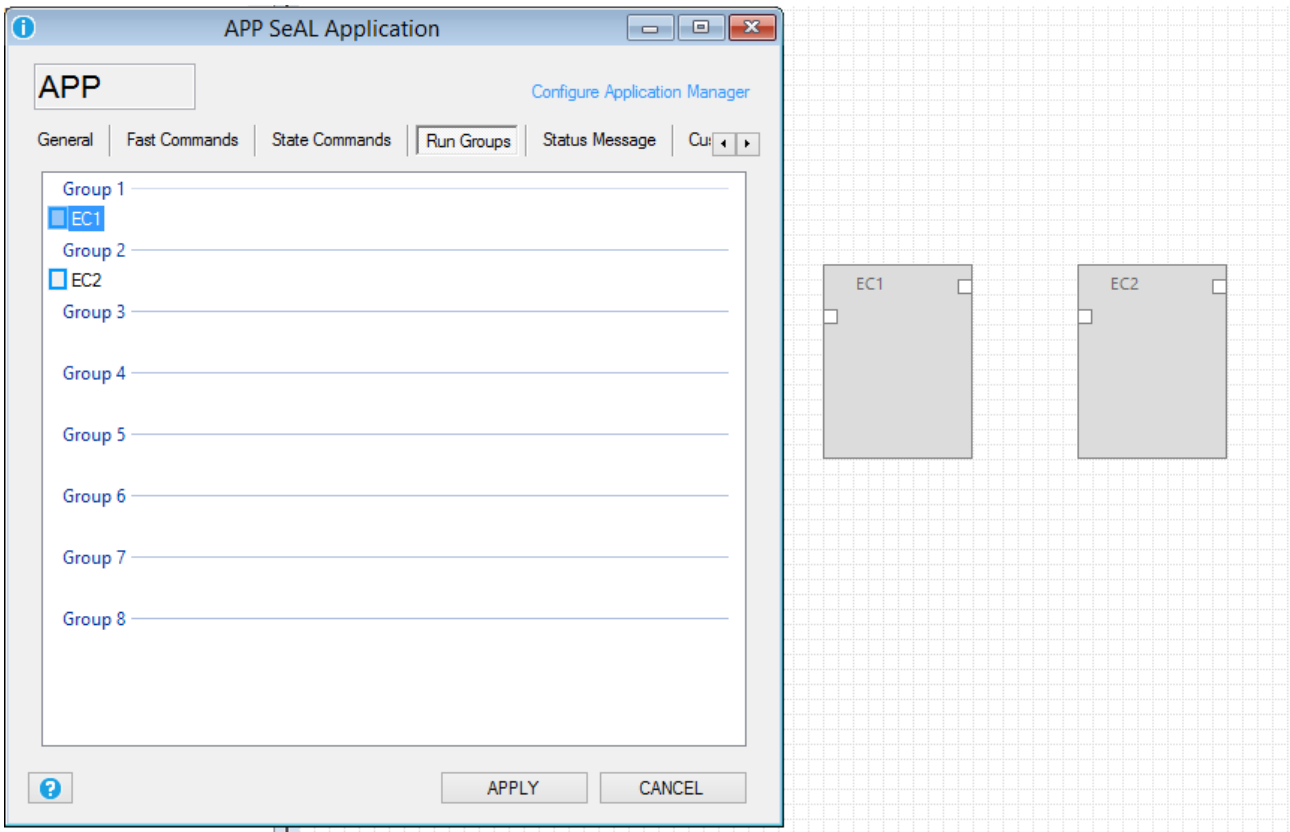 APP SeAL Application
APP
Configure Application Manager
General Fast Commands State Commands Run Groups Status Message
Group 1
EC1
Group 2
EC2
Group 3
Group 4
Group 5
Group 6
Group 7
Group 8
APPLY CANCEL
EC1 EC2